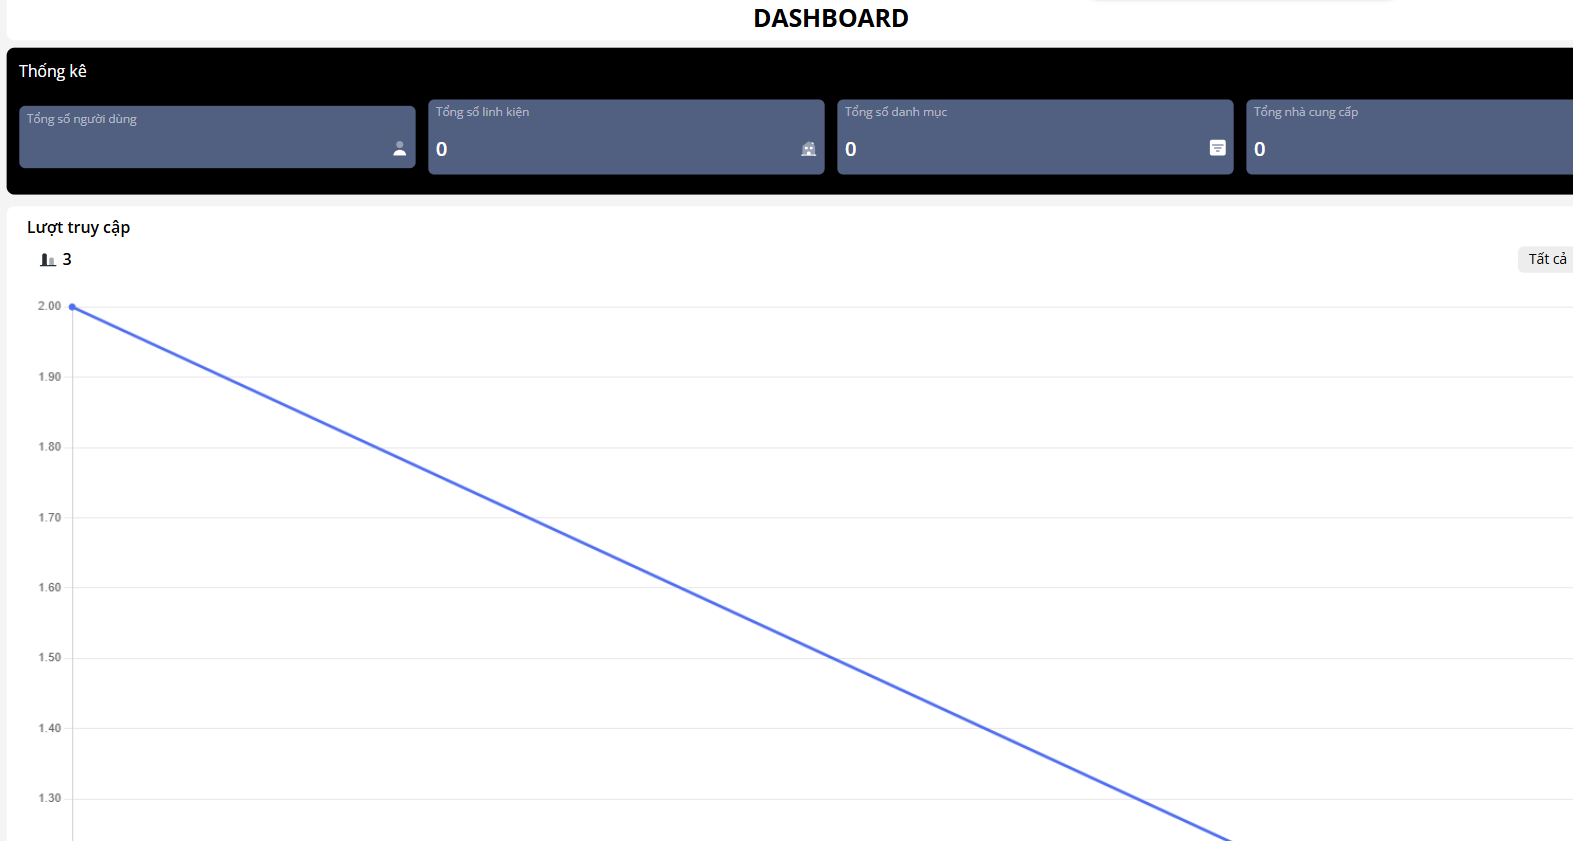 DASHBOARD
Thống kê
Tổng số người dùng
Tổng số linh kiện
0
Tổng số danh mục
0
Tổng nhà cung cấp
0
Lượt truy cập
3
Tất cả
2.00
1.90
1.80
1.70
1.60
1.50
1.40
1.30